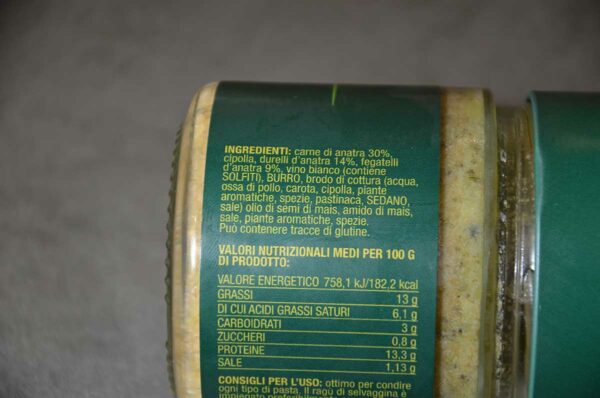 INGREDIENTI: carne di anatra 30%,
cipolla, durelli d'anatra 14%, fegatelli
d'anatra 9%, vino bianco (contiene
SOLFITI), BURRO, brodo di cottura (acqua,
ossa di pollo, carota, cipolla, piante
aromatiche, spezie, pastinaca, SEDANO,
sale) olio di semi di mais, amido di mais,
sale, piante aromatiche, spezie.
Può contenere tracce di glutine.
VALORI NUTRIZIONALI MEDI PER 100 G
DI PRODOTTO:
VALORE ENERGETICO 758,1 kJ/182,2 kcal
GRASSI 13 g
DI CUI ACIDI GRASSI SATURI 6,1 g
CARBOIDRATI 3 g
ZUCCHERI 0,8 g
PROTEINE 13,3 g
SALE 1,13 g
CONSIGLI PER L'USO: ottimo per condire
ogni tipo di pasta. Il ragù di selvaggina è
impiegato preferibilmente